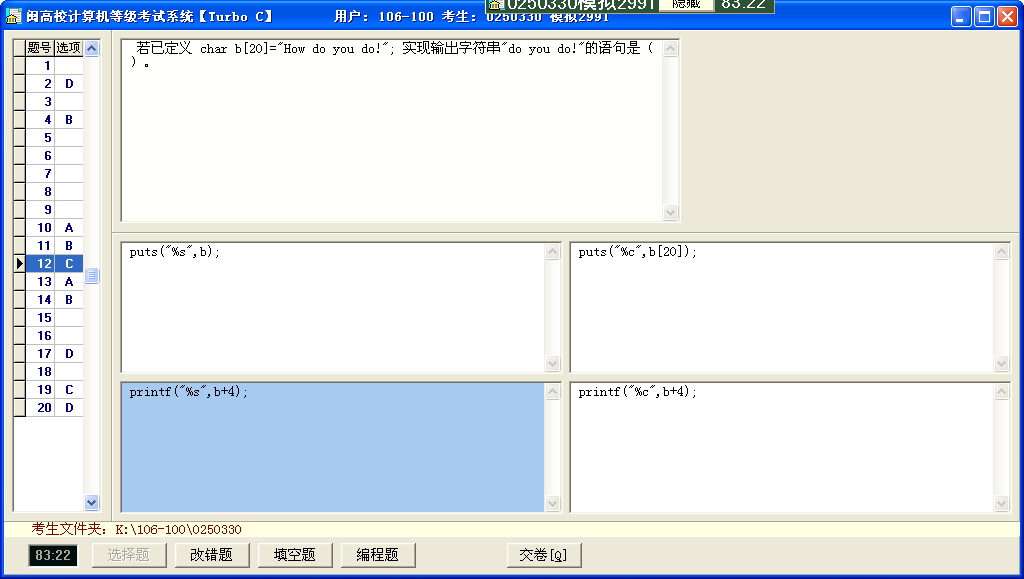 闽高校计算机等级考试系统【Turbo C】 用户: 106-100 考生: 0250330 模拟2991
0250330模拟2991 隐藏 83:22
题号 选项
1
2 D
3
4 B
5
6
7
8
9
10 A
11 B
12 C
13 A
14 B
15
16
17 D
18
19 C
20 D
若已定义 char b[20]="How do you do!"; 实现输出字符串"do you do!"的语句是 (
) 。
puts("%s",b);
puts("%c",b[20]);
printf("%s",b+4);
printf("%c",b+4);
考生文件夹: K:\106-100\0250330
83:22 选择题 改错题 填空题 编程题 交卷[Q]